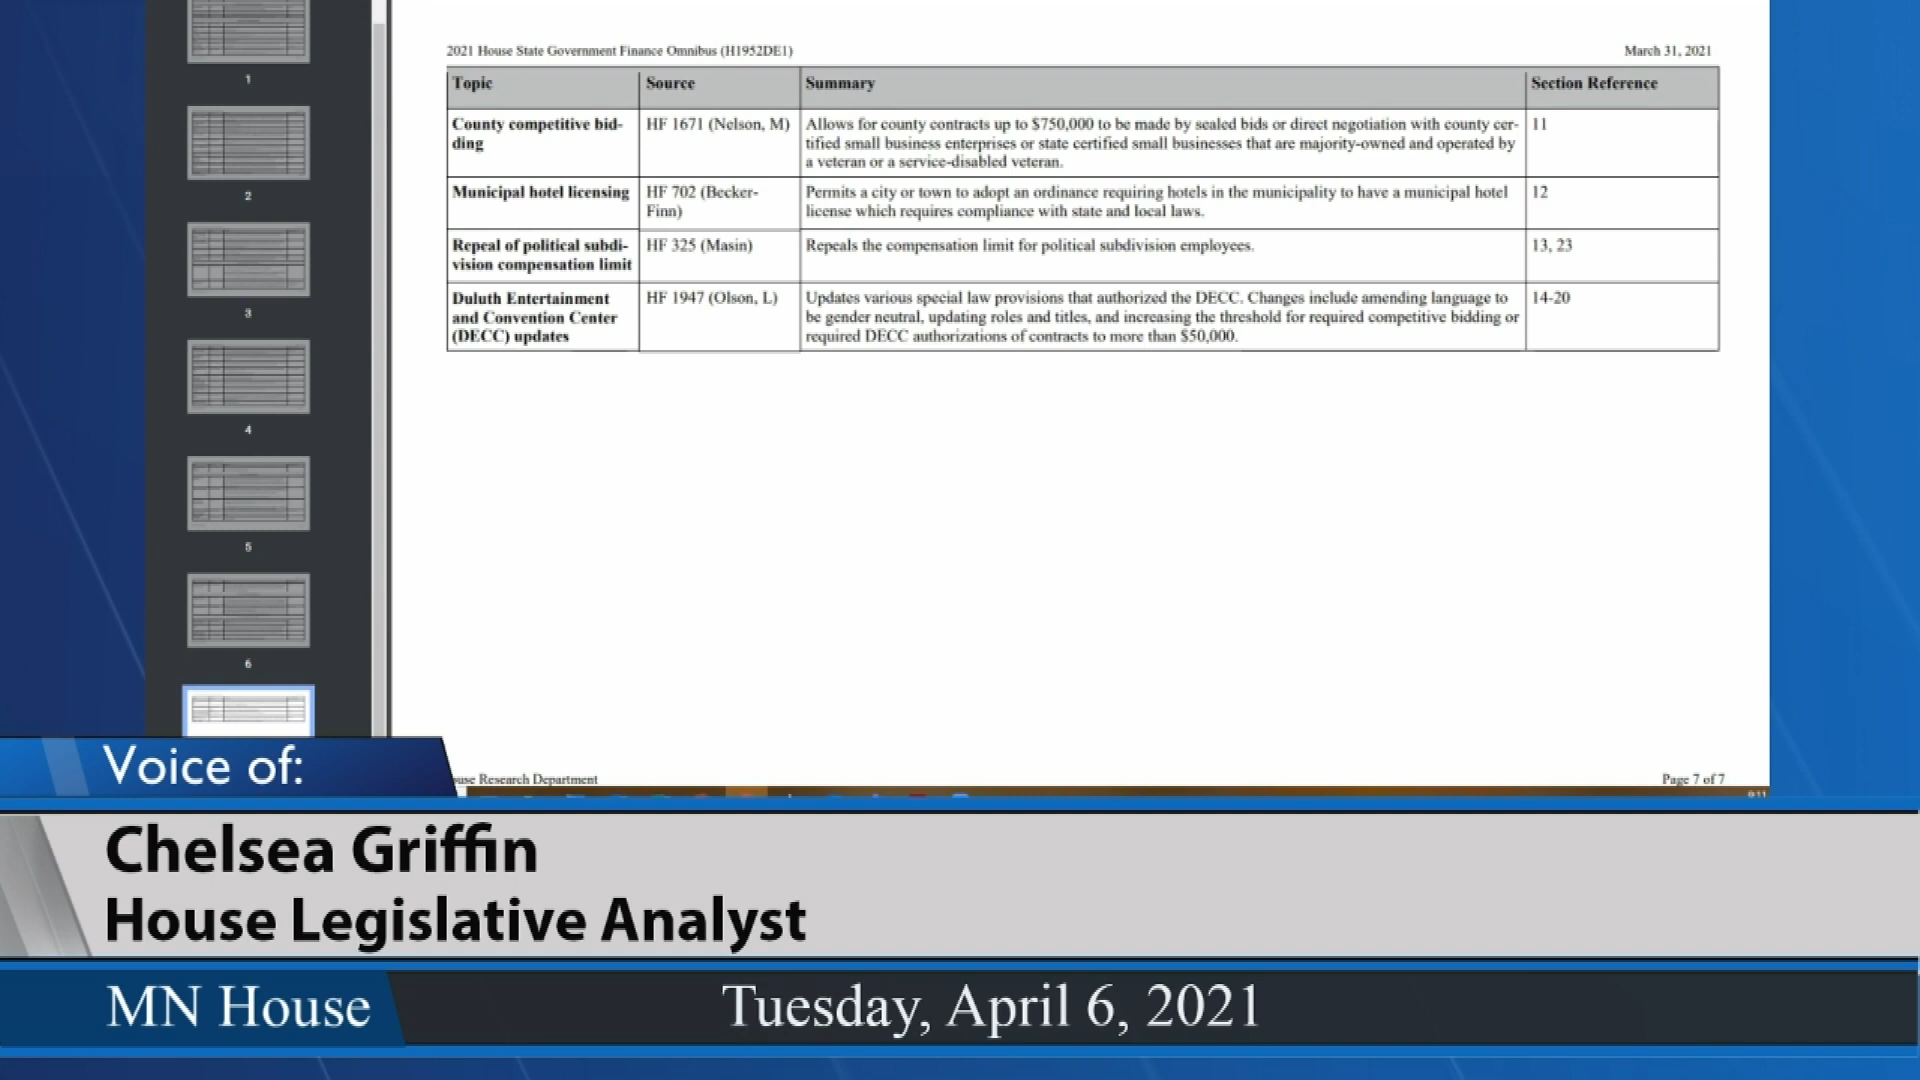 2021 House State Government Finance Omnibus (H1952DE1)
March 31, 2021
Topic
Source
Summary
Section Reference
County competitive bid-
ding
HF 1671 (Nelson, M)
Allows for county contracts up to $750,000 to be made by sealed bids or direct negotiation with county cer-
tified small business enterprises or state certified small businesses that are majority-owned and operated by
a veteran or a service-disabled veteran.
11
Municipal hotel licensing
HF 702 (Becker-
Finn)
Permits a city or town to adopt an ordinance requiring hotels in the municipality to have a municipal hotel
license which requires compliance with state and local laws.
12
Repeal of political subdi-
vision compensation limit
HF 325 (Masin)
Repeals the compensation limit for political subdivision employees.
13, 23
Duluth Entertainment
and Convention Center
(DECC) updates
HF 1947 (Olson, L)
Updates various special law provisions that authorized the DECC. Changes include amending language to
be gender neutral, updating roles and titles, and increasing the threshold for required competitive bidding or
required DECC authorizations of contracts to more than $50,000.
14-20
1
2
3
4
5
6
use Research Department
Page 7 of 7
9:11
Voice of:
Chelsea Griffin
House Legislative Analyst
MN House
Tuesday, April 6, 2021